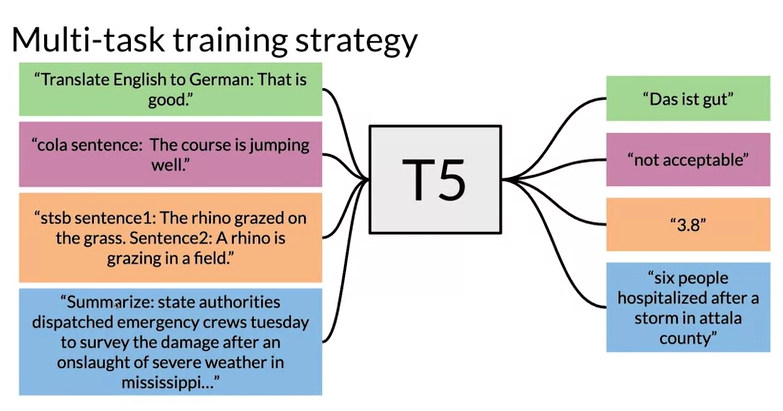 Multi-task training strategy
“Translate English to German: That is
good.”
“cola sentence:  The course is jumping
well.”
“stsb sentence1: The rhino grazed on
the grass. Sentence2: A rhino is
grazing in a field.”
“Summarize: state authorities
dispatched emergency crews tuesday
to survey the damage after an
onslaught of severe weather in
mississippi...”
T5
“Das ist gut”
“not acceptable”
“3.8”
“six people
hospitalized after a
storm in attala
county”